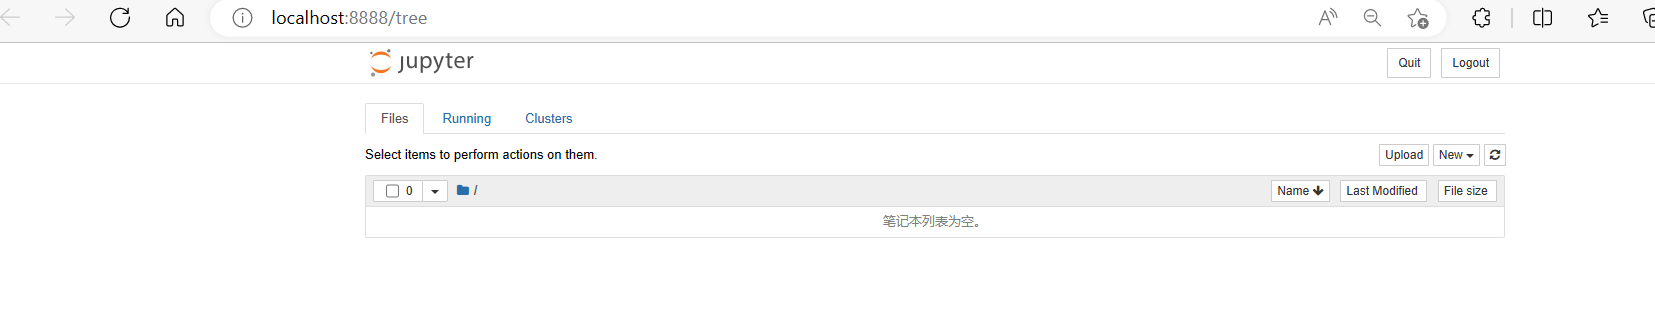 localhost:8888/tree
jupyter
Quit Logout
Files Running Clusters
Select items to perform actions on them.
Upload New
0 / Name Last Modified File size
笔记本列表为空。